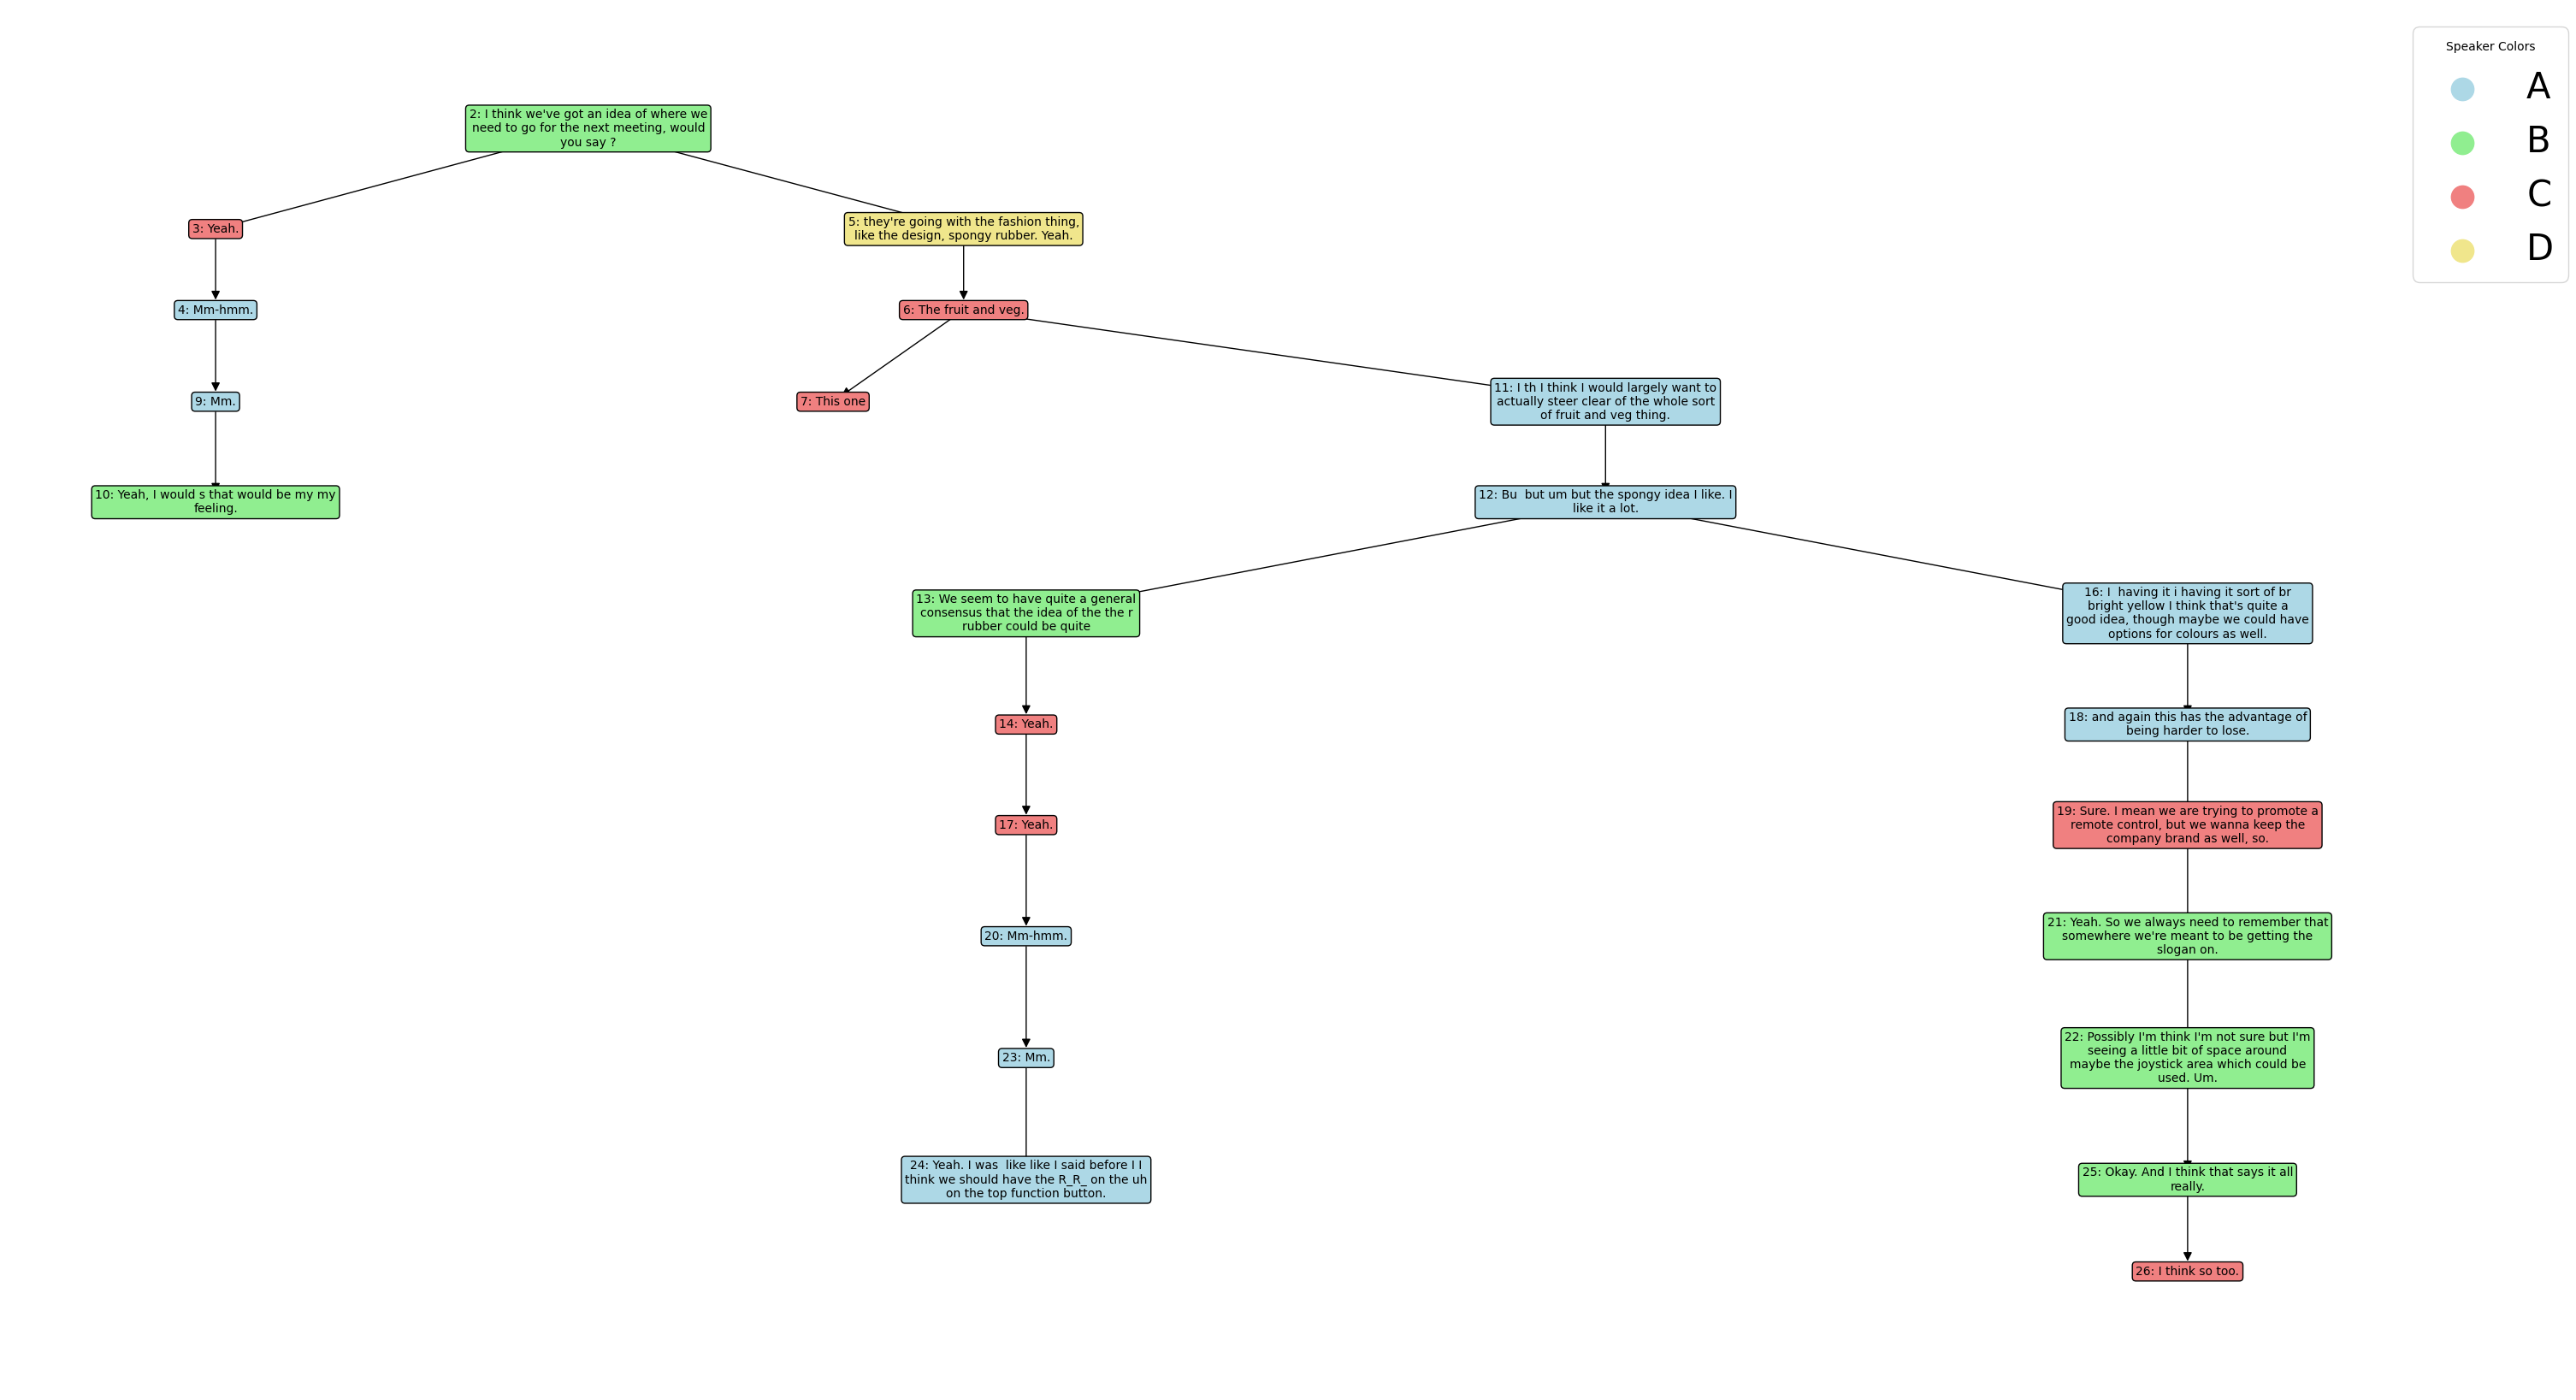 Speaker Colors
A
B
C
D
2: I think we've got an idea of where we
need to go for the next meeting, would
you say ?
3: Yeah.
5: they're going with the fashion thing,
like the design, spongy rubber. Yeah.
4: Mm-hmm.
6: The fruit and veg.
9: Mm.
7: This one
11: I th I think I would largely want to
actually steer clear of the whole sort
of fruit and veg thing.
10: Yeah, I would s that would be my my
feeling.
12: Bu  but um but the spongy idea I like. I
like it a lot.
13: We seem to have quite a general
consensus that the idea of the the r
rubber could be quite
16: I  having it i having it sort of br
bright yellow I think that's quite a
good idea, though maybe we could have
options for colours as well.
14: Yeah.
18: and again this has the advantage of
being harder to lose.
17: Yeah.
19: Sure. I mean we are trying to promote a
remote control, but we wanna keep the
company brand as well, so.
20: Mm-hmm.
21: Yeah. So we always need to remember that
somewhere we're meant to be getting the
slogan on.
23: Mm.
22: Possibly I'm think I'm not sure but I'm
seeing a little bit of space around
maybe the joystick area which could be
used. Um.
24: Yeah. I was  like like I said before I I
think we should have the R_R_ on the uh
on the top function button.
25: Okay. And I think that says it all
really.
26: I think so too.